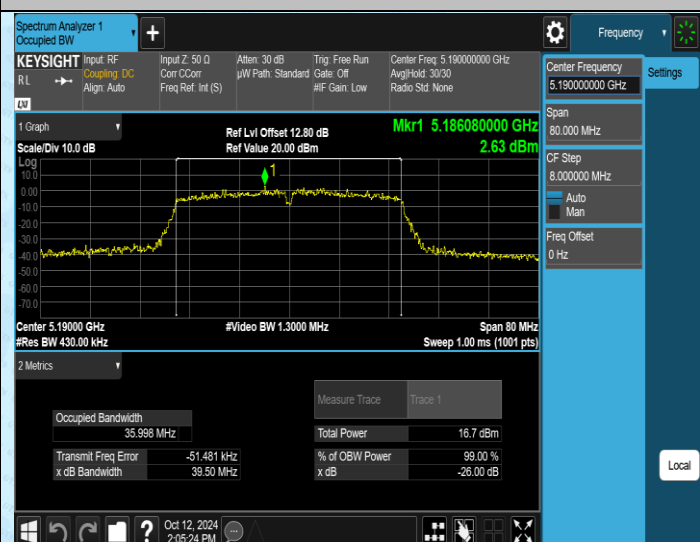 Spectrum Analyzer 1
Occupied BW
+
Frequency
KEYSIGHT
RL
LXI
Input: RF
Coupling: DC
Align: Auto
Input Z: 50 Ω
Corr CCorr
Freq Ref: Int (S)
Atten: 30 dB
µW Path: Standard
Trig: Free Run
Gate: Off
#IF Gain: Low
Center Freq: 5.190000000 GHz
Avg|Hold: 30/30
Radio Std: None
Center Frequency
5.190000000 GHz
Settings
Span
80.000 MHz
CF Step
8.000000 MHz
Auto
Man
Freq Offset
0 Hz
1 Graph
Scale/Div 10.0 dB
Ref Lvl Offset 12.80 dB
Ref Value 20.00 dBm
Mkr1 5.186080000 GHz
2.63 dBm
Log
10.0
0.00
-10.0
-20.0
-30.0
-40.0
-50.0
-60.0
-70.0
1
Center 5.19000 GHz
#Video BW 1.3000 MHz
Span 80 MHz
#Res BW 430.00 kHz
Sweep 1.00 ms (1001 pts)
2 Metrics
Measure Trace
Trace 1
Occupied Bandwidth
35.998 MHz
Total Power
16.7 dBm
Transmit Freq Error
-51.481 kHz
% of OBW Power
99.00 %
x dB Bandwidth
39.50 MHz
x dB
-26.00 dB
Local
?
Oct 12, 2024
2:05:24 PM